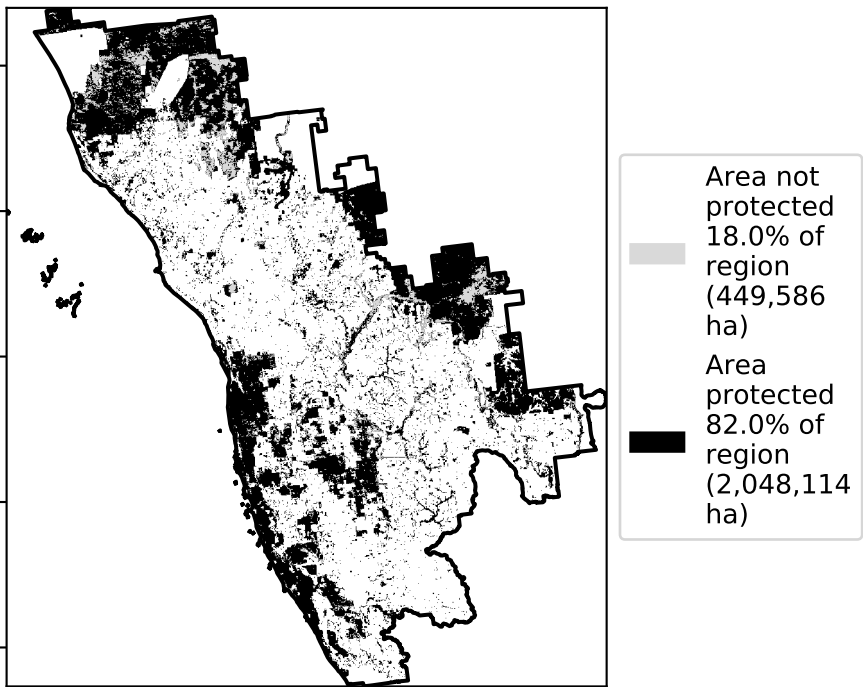 Area not
protected
18.0% of
region
(449,586
ha)
Area
protected
82.0% of
region
(2,048,114
ha)